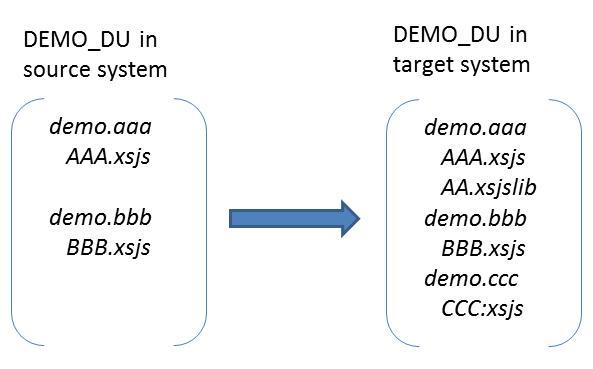 DEMO_DU in
source system
demo.aaa
AAA.xsjs
demo.bbb
BBB.xsjs
DEMO_DU in
target system
demo.aaa
AAA.xsjs
AA.xsjslib
demo.bbb
BBB.xsjs
demo.ccc
CCC:xsjs